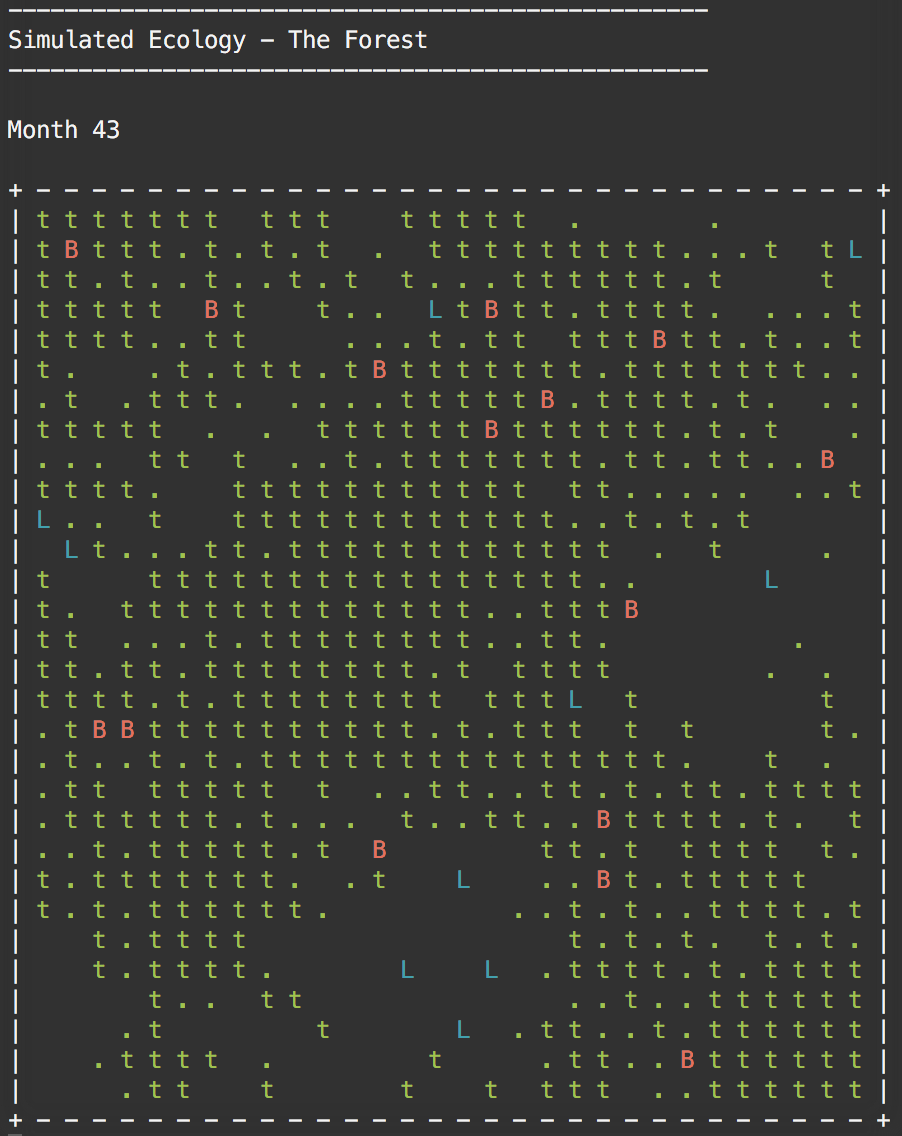 --------------------------------------------------
Simulated Ecology - The Forest
--------------------------------------------------
Month 43
+ - - - - - - - - - - - - - - - - - - - - - - - - - - - - - - +
| t t t t t t t   t t t     t t t t t   .         .           |
| t B t t t . t . t . t   .   t t t t t t t t t . . . t   t L |
| t t . t . . t . . t . t   t . . . t t t t t t . t       t   |
| t t t t t   B t     t . .   L t B t t . t t t t .   . . . t |
| t t t t . . t t       . . . t . t t   t t t B t t . t . . t |
| t .     . t . t t t . t B t t t t t t t . t t t t t t t . . |
| . t   . t t t .   . . . . t t t t t B . t t t t . t .   . . |
| t t t t t   .   .   t t t t t t B t t t t t t . t . t     . |
| . . .   t t   t   . . t . t t t t t t t . t t . t t . . B   |
| t t t t .     t t t t t t t t t t t   t t . . . . .   . . t |
| L . .   t     t t t t t t t t t t t t . . t . t . t         |
|   L t . . . t t . t t t t t t t t t t t t   .   t       .   |
| t       t t t t t t t t t t t t t t t t . .         L       |
| t .   t t t t t t t t t t t t . . t t t B                   |
| t t   . . . t . t t t t t t t t . . t t .             .     |
| t t . t t . t t t t t t t t . t   t t t t           .   .   |
| t t t t . t . t t t t t t t t   t t t L   t             t   |
| . t B B t t t t t t t t t t . t . t t t   t   t         t . |
| . t . . t . . t t t t t t t t t t t t t t t t .     t   .   |
| . t t   t t t t t   t   . . t t . . t t . t . t t t . t t t t |
| . t t t t t t . t . . .   t . . t t . . B t t t t . t .   t |
| . . t . t t t t t . t   B           t t . t   t t t t   t . |
| t . t t t t t t t .   . t     L     . . B t . t t t t t     |
| t . t . t t t t t t .             . . t . t . . t t t t . t |
|     t . t t t t                       t . t . t .   t . t . |
|     t . t t t t .         L     L   . t t t t . t . t t t t |
|         t . .   t t                   . . t . . t t t t t t |
|       . t           t         L   . t t . . t . t t t t t t |
|     . t t t t   .           t       . t t . . B t t t t t t |
|       . t t     t         t     t   t t t   . . t t t t t t |
+ - - - - - - - - - - - - - - - - - - - - - - - - - - - - - - +